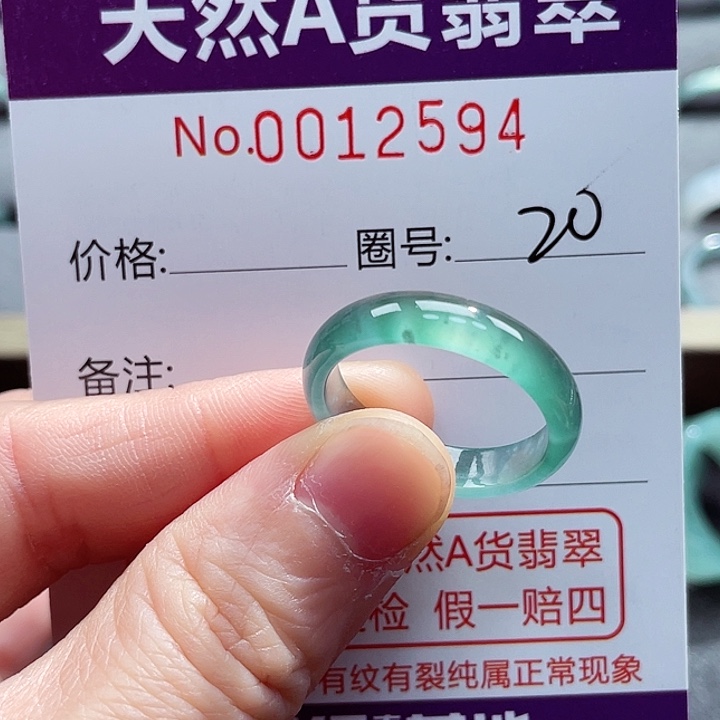 天然A货翡翠
No.0012594
价格: 圈号: 20
备注:
然A货翡翠
检 假一赔四
有纹有裂纯属正常现象